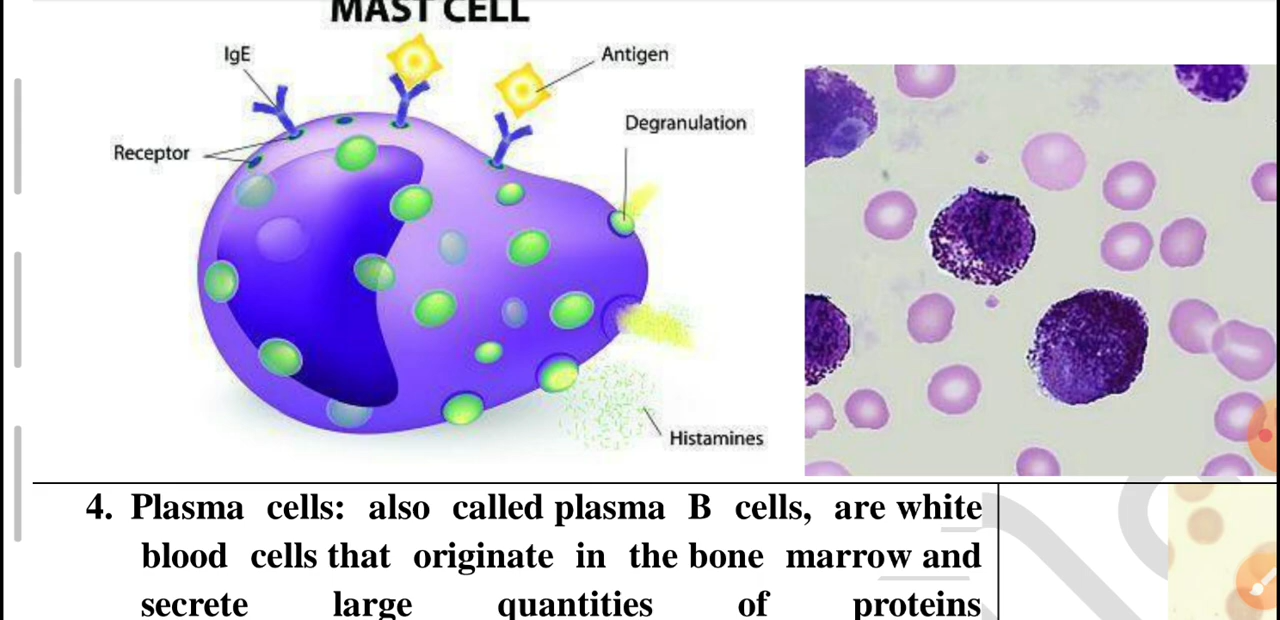 MAST CELL
IgE
Antigen
Degranulation
Receptor
Histamines
4. Plasma cells: also called plasma B cells, are white
blood cells that originate in the bone marrow and
secrete large quantities of proteins